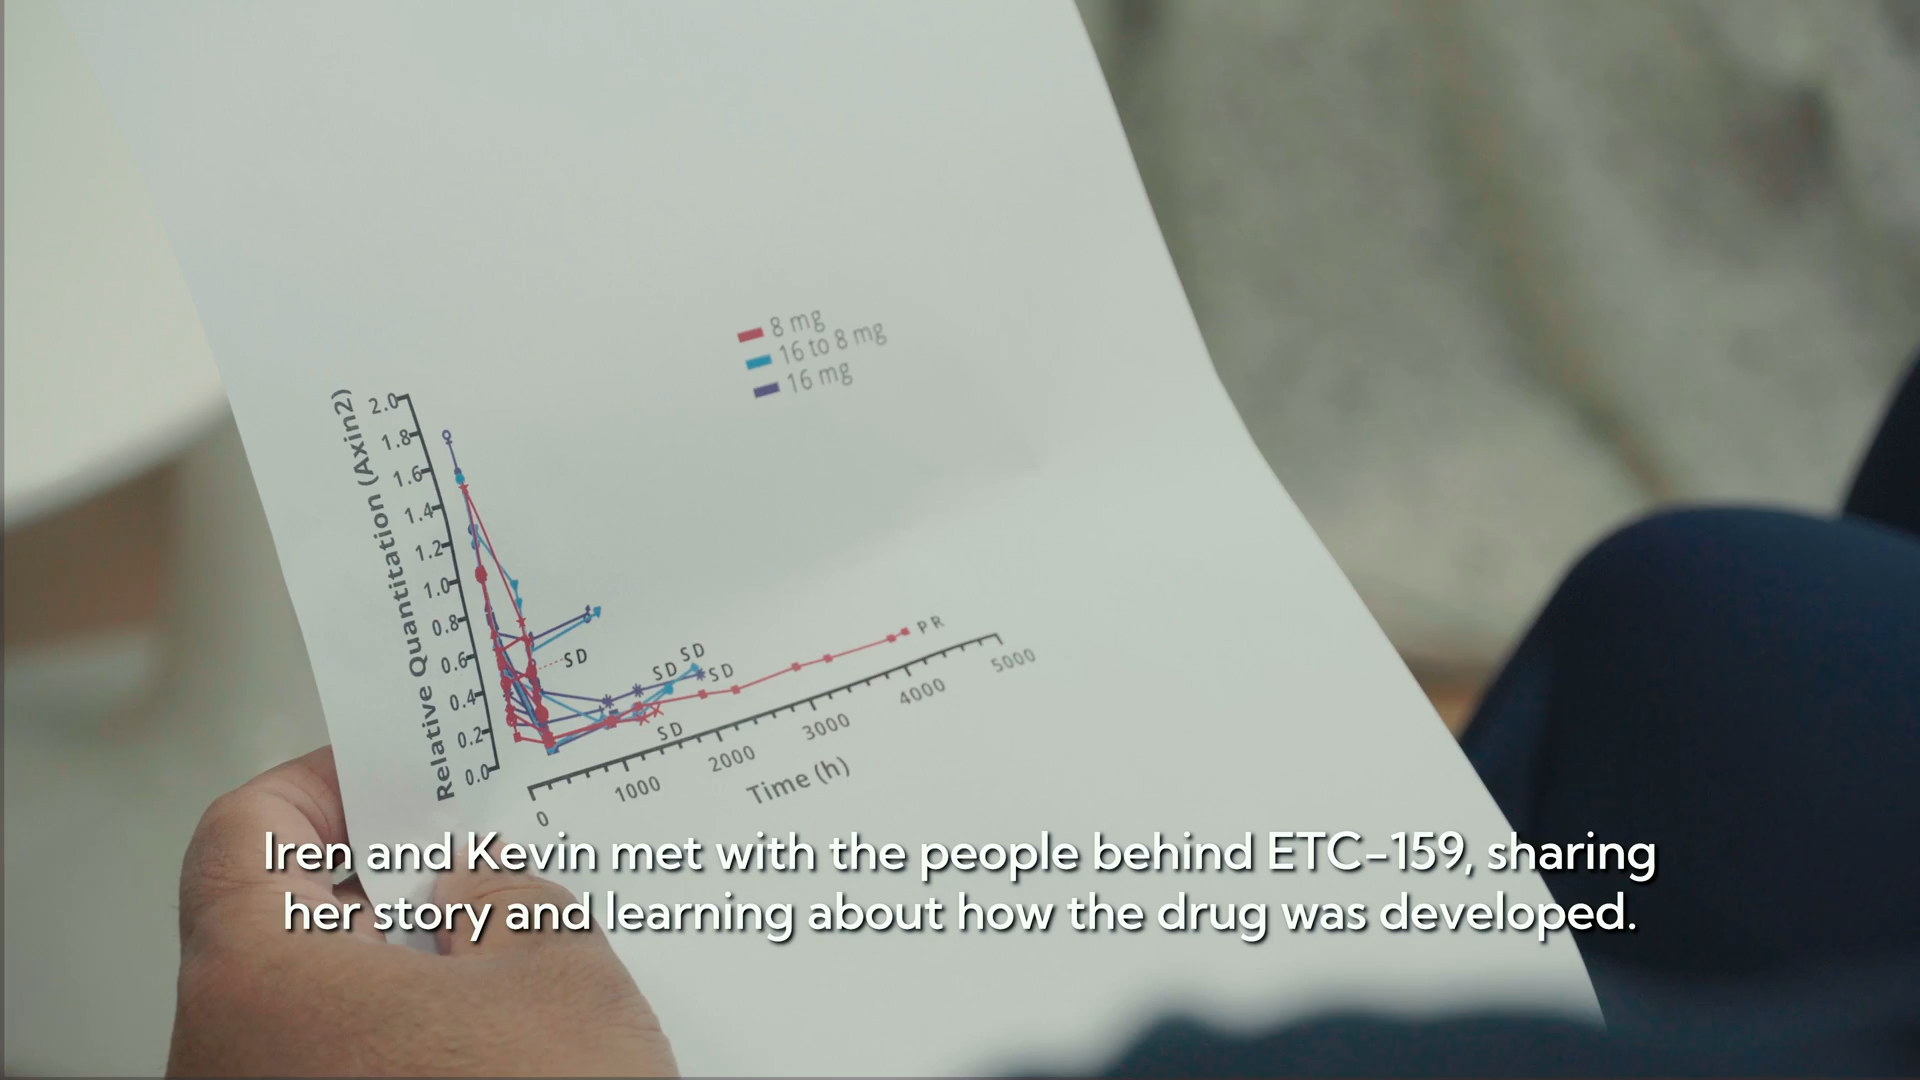 8 mg
16 to 8 mg
16 mg
Relative Quantitation (Axin2)
2.0
1.8
1.6
1.4
1.2
1.0
0.8
0.6
0.4
0.2
0.0
SD
SD
SD
SD
SD
PR
0
1000
2000
3000
4000
5000
Time (h)
Iren and Kevin met with the people behind ETC-159, sharing
her story and learning about how the drug was developed.